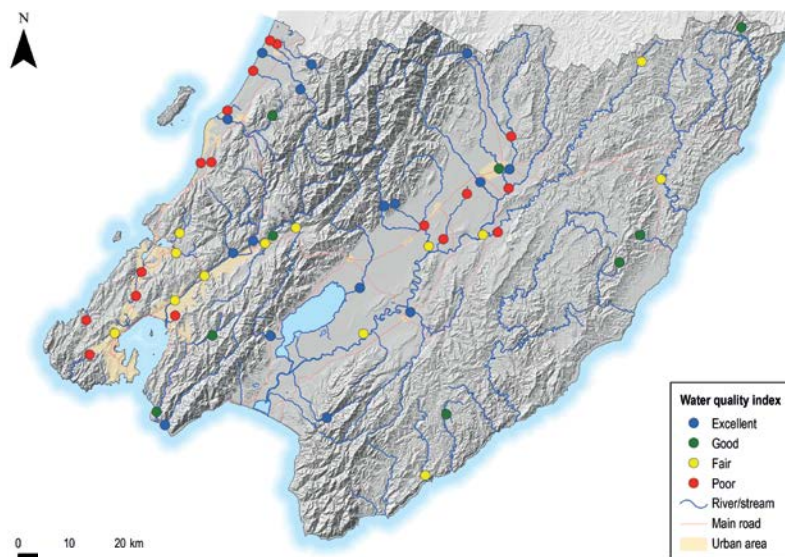 N
Water quality index
Excellent
Good
Fair
Poor
River/stream
Main road
Urban area
0 10 20 km